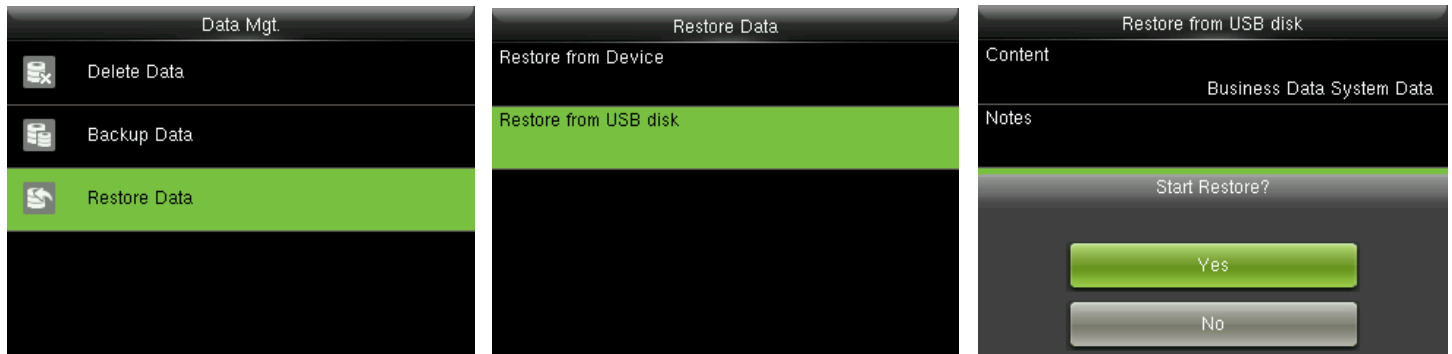 Data Mgt.
Delete Data
Backup Data
Restore Data
Restore Data
Restore from Device
Restore from USB disk
Restore from USB disk
Content
Business Data System Data
Notes
Start Restore?
Yes
No